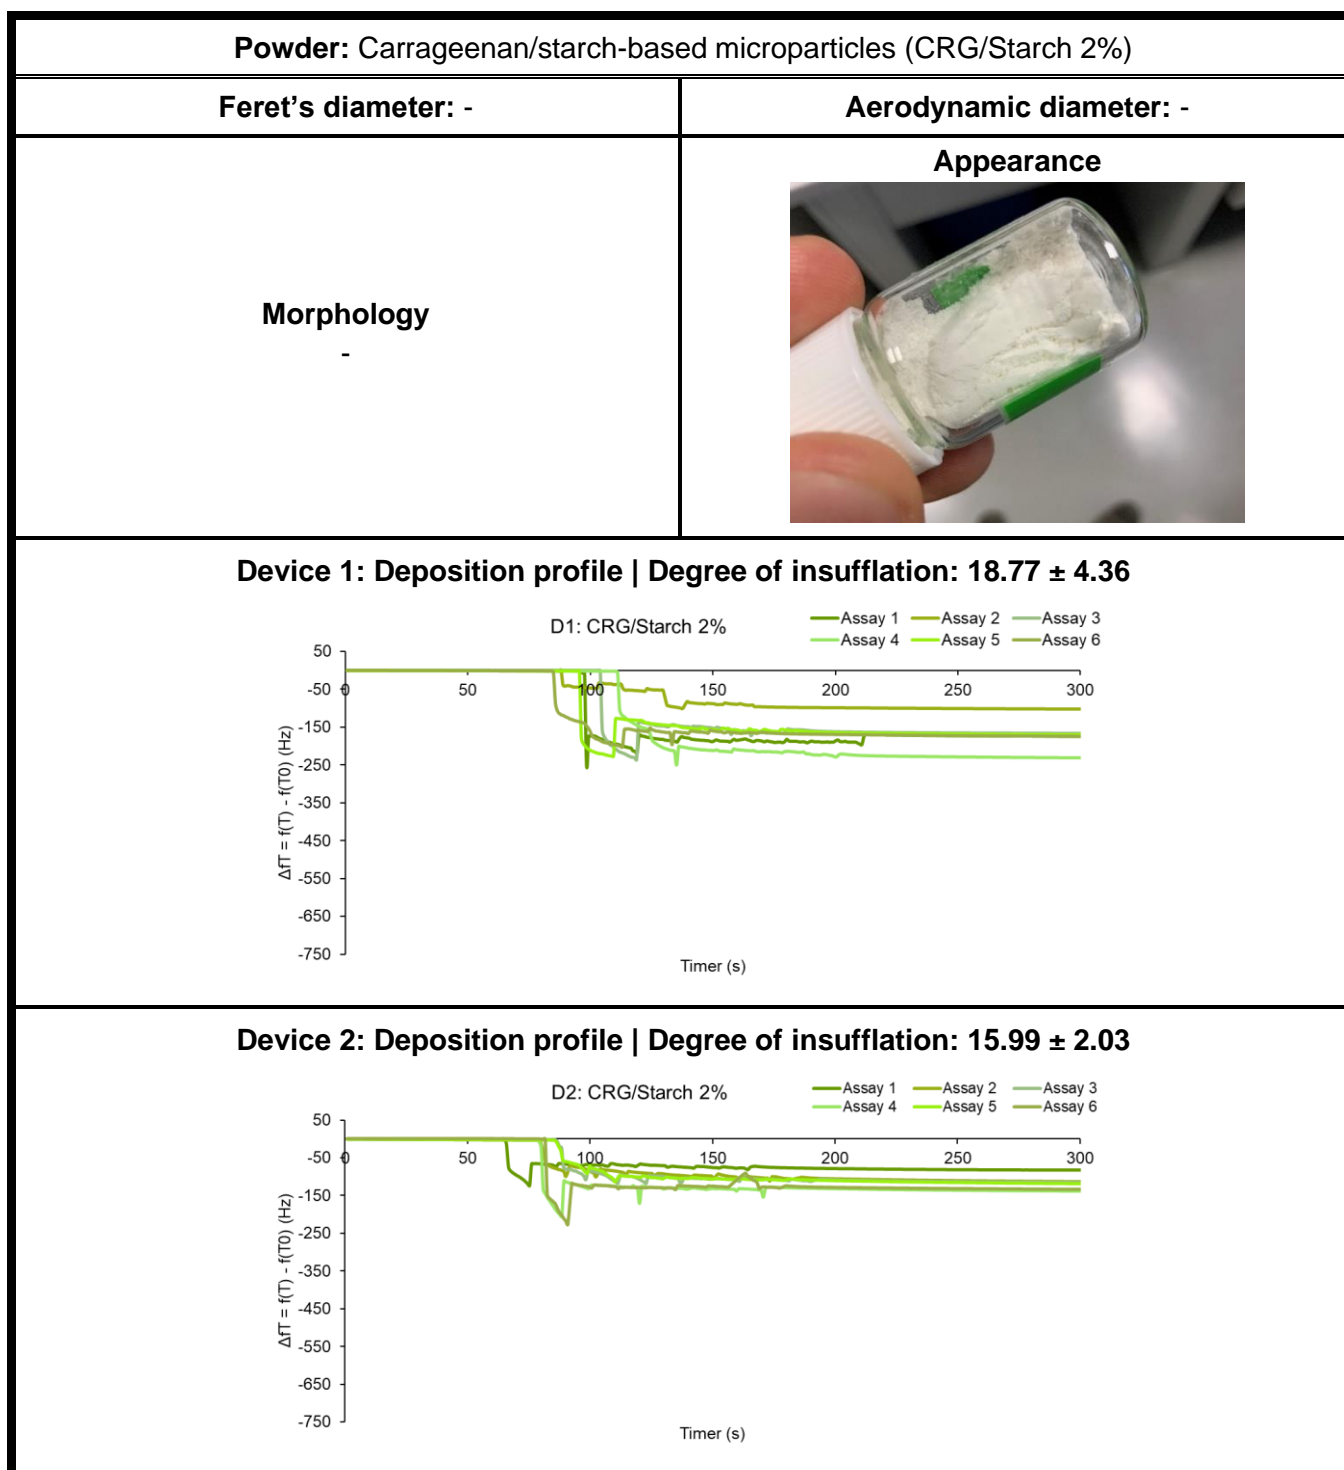 Powder: Carrageenan/starch-based microparticles (CRG/Starch 2%)
Feret’s diameter: -
Aerodynamic diameter: -
Morphology
-
Appearance
Device 1: Deposition profile | Degree of insufflation: 18.77 ± 4.36
D1: CRG/Starch 2%
Assay 1 Assay 2 Assay 3
Assay 4 Assay 5 Assay 6
50
-50
-150
-250
-350
-450
-550
-650
-750
0 50 100 150 200 250 300
ΔfT = f(T) - f(T0) (Hz)
Timer (s)
Device 2: Deposition profile | Degree of insufflation: 15.99 ± 2.03
D2: CRG/Starch 2%
Assay 1 Assay 2 Assay 3
Assay 4 Assay 5 Assay 6
50
-50
-150
-250
-350
-450
-550
-650
-750
0 50 100 150 200 250 300
ΔfT = f(T) - f(T0) (Hz)
Timer (s)